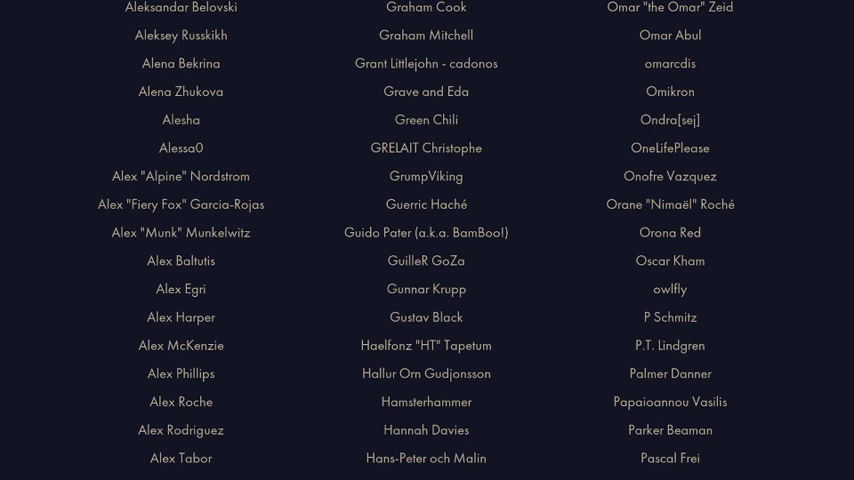 Aleksandar Belovski
Aleksey Russkikh
Alena Bekrina
Alena Zhukova
Alesha
Alessa0
Alex "Alpine" Nordstrom
Alex "Fiery Fox" Garcia-Rojas
Alex "Munk" Munkelwitz
Alex Baltutis
Alex Egri
Alex Harper
Alex McKenzie
Alex Phillips
Alex Roche
Alex Rodriguez
Alex Tabor
Graham Cook
Graham Mitchell
Grant Littlejohn - cadonos
Grave and Eda
Green Chili
GRELAIT Christophe
GrumpViking
Guerric Haché
Guido Pater (a.k.a. BamBoo!)
GuilleR GoZa
Gunnar Krupp
Gustav Black
Haelfonz "HT" Tapetum
Hallur Orn Gudjonsson
Hamsterhammer
Hannah Davies
Hans-Peter och Malin
Omar "the Omar" Zeid
Omar Abul
omarcdis
Omikron
Ondra[sej]
OneLifePlease
Onofre Vazquez
Orane "Nimaël" Roché
Orona Red
Oscar Kham
owlfly
P Schmitz
P.T. Lindgren
Palmer Danner
Papaioannou Vasilis
Parker Beaman
Pascal Frei